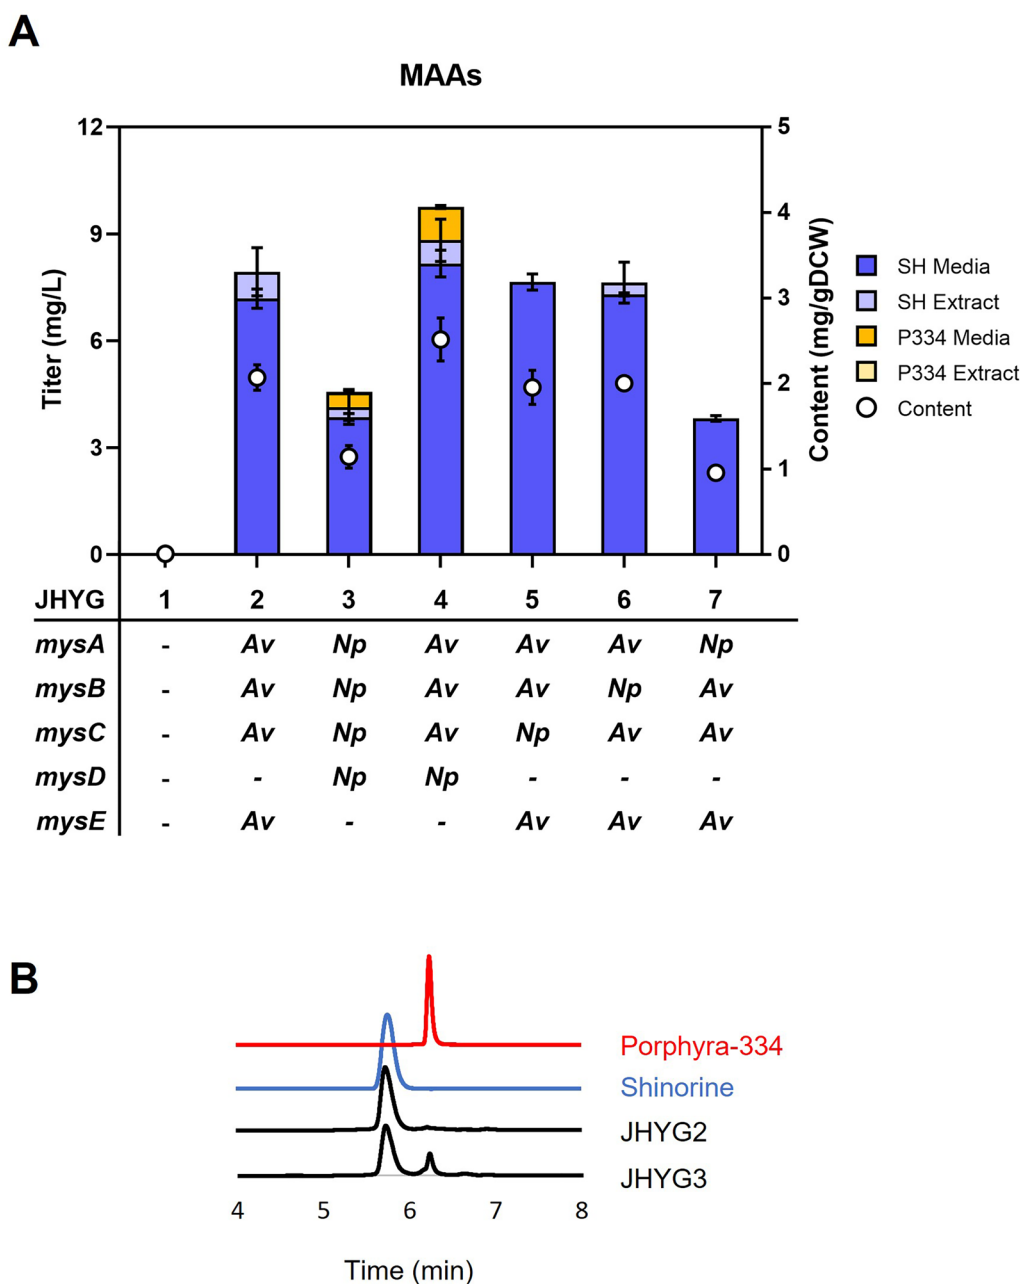 A
MAAs
Titer (mg/L)
12
9
6
3
0
5
4
3
2
1
0
Content (mg/gDCW)
SH Media
SH Extract
P334 Media
P334 Extract
Content
JHYG 1 2 3 4 5 6 7
mysA - Av Np Av Av Av Np
mysB - Av Np Av Av Np Av
mysC - Av Np Av Np Av Av
mysD - - Np Np - - -
mysE - Av - - Av Av Av
B
Porphyra-334
Shinorine
JHYG2
JHYG3
4 5 6 7 8
Time (min)